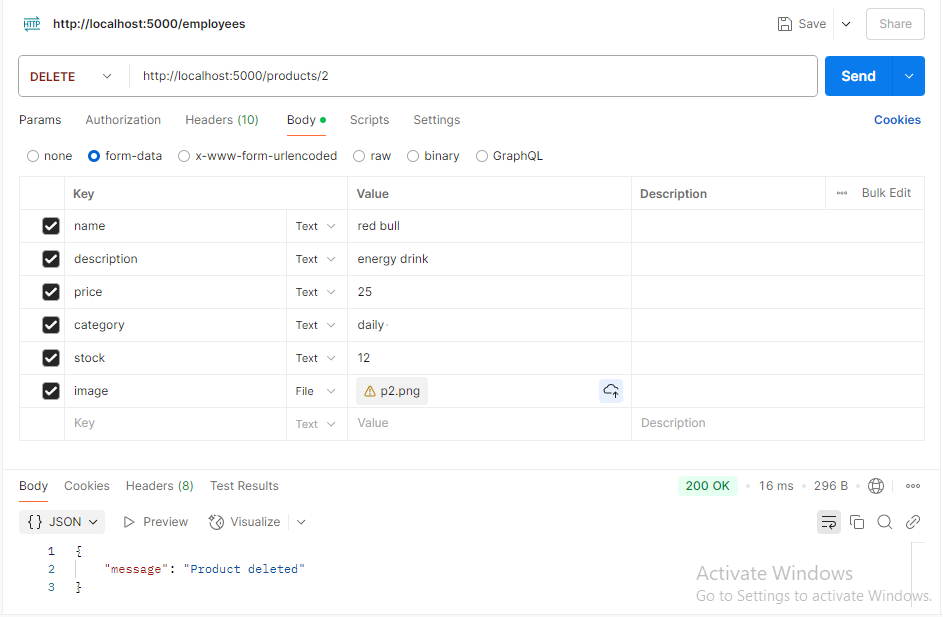 HTTP http://localhost:5000/employees Save Share
DELETE http://localhost:5000/products/2 Send
Params Authorization Headers (10) Body Scripts Settings Cookies
none form-data x-www-form-urlencoded raw binary GraphQL
Key Value Description Bulk Edit
name Text red bull
description Text energy drink
price Text 25
category Text daily
stock Text 12
image File p2.png
Key Text Value Description
Body Cookies Headers (8) Test Results 200 OK 16 ms 296 B
{} JSON Preview Visualize
1 {
2 "message": "Product deleted"
3 }
Activate Windows
Go to Settings to activate Windows.